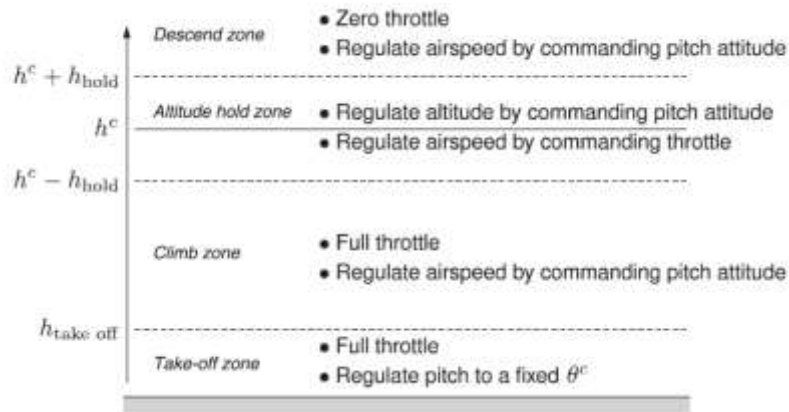 Descend zone
• Zero throttle
• Regulate airspeed by commanding pitch attitude
h^c + h_hold
Altitude hold zone
• Regulate altitude by commanding pitch attitude
h^c
• Regulate airspeed by commanding throttle
h^c − h_hold
Climb zone
• Full throttle
• Regulate airspeed by commanding pitch attitude
h_take off
Take-off zone
• Full throttle
• Regulate pitch to a fixed θ^c